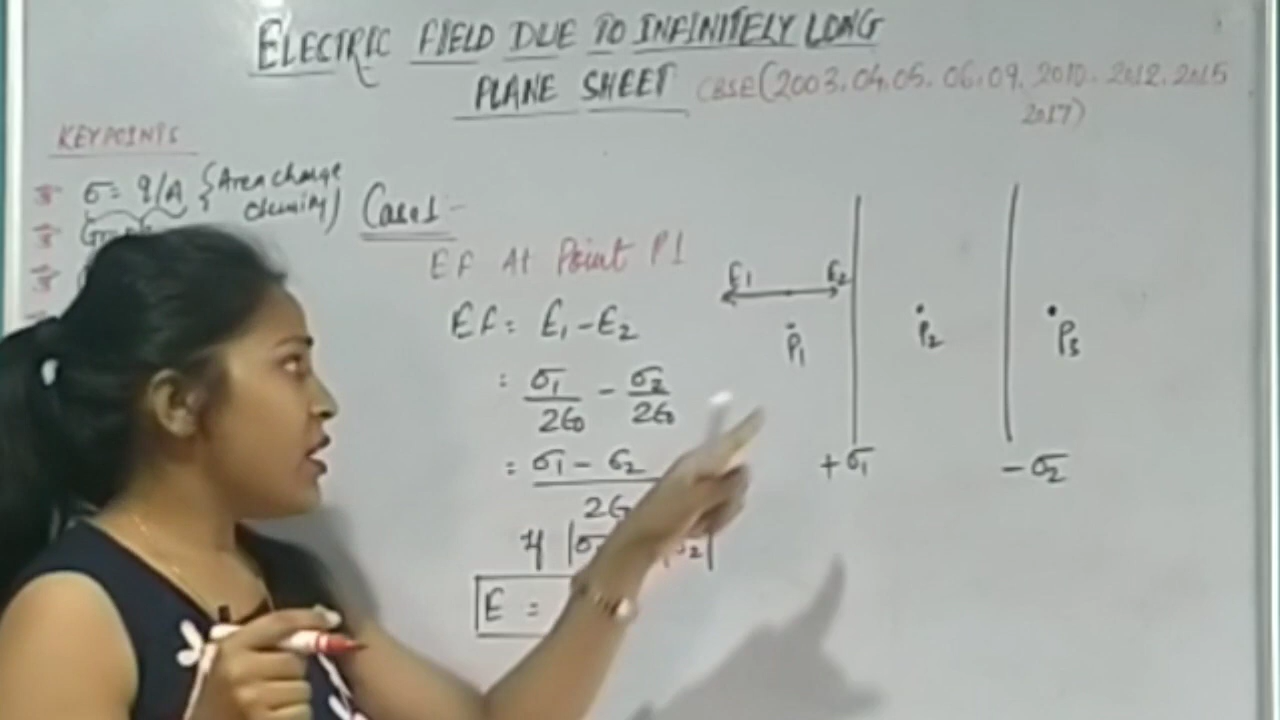 ELECTRIC FIELD DUE TO INFINITELY LONG
PLANE SHEET CBSE(2003,04,05,06,09,2010,2012,2015
2017)
KEYPOINTS
σ = q/A {Area charge
density)
Case 1 -
EF At Point P1
EF = E1 - E2
= σ1/2ε0 - σ2/2ε0
= σ1 - σ2
E =
E1 E2
P1
P2
P3
+σ1
-σ2